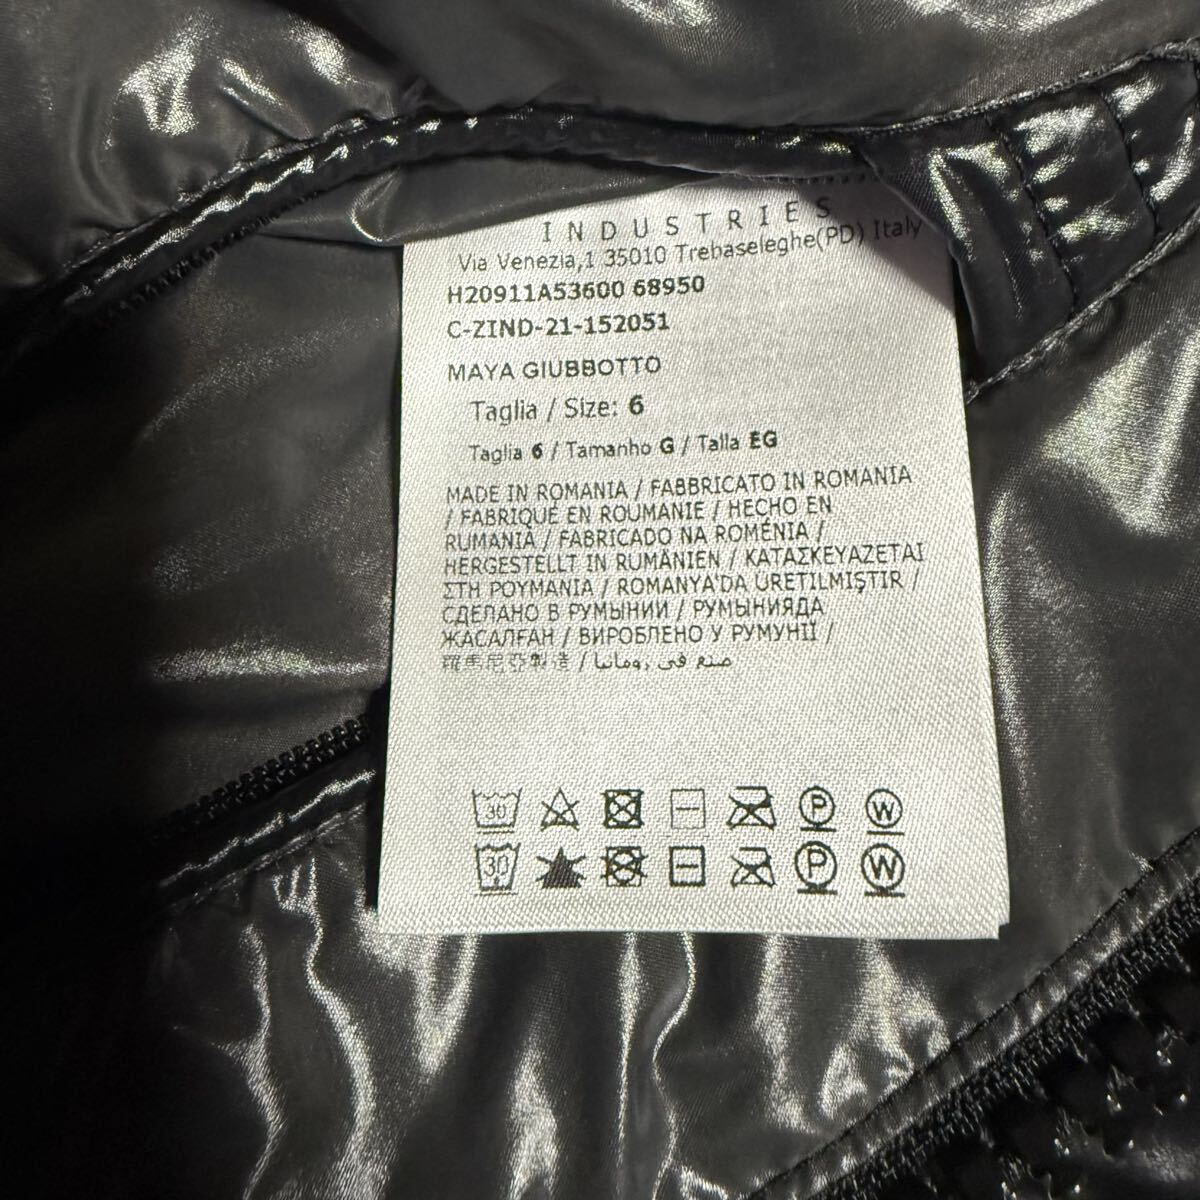 INDUSTRIES
Via Venezia,1 35010 Trebaseleghe(PD) Italy
H20911A53600 68950
C-ZIND-21-152051
MAYA GIUBBOTTO
Taglia / Size: 6
Taglia 6 / Tamanho G / Talla EG
MADE IN ROMANIA / FABBRICATO IN ROMANIA
/ FABRIQUÉ EN ROUMANIE / HECHO EN
RUMANÍA / FABRICADO NA ROMÉNIA /
HERGESTELLT IN RUMÄNIEN / ΚΑΤΑΣΚΕΥΑΖΕΤΑΙ
ΣΤΗ ΡΟΥΜΑΝΙΑ / ROMANYA'DA ÜRETILMIŞTIR /
СДЕЛАНО В РУМЫНИИ / РУМЫНИЯДА
ЖАСАЛҒАН / ВИРОБЛЕНО У РУМУНІЇ /
羅馬尼亞製造 / صنع في رومانيا
30 P W
30 P W